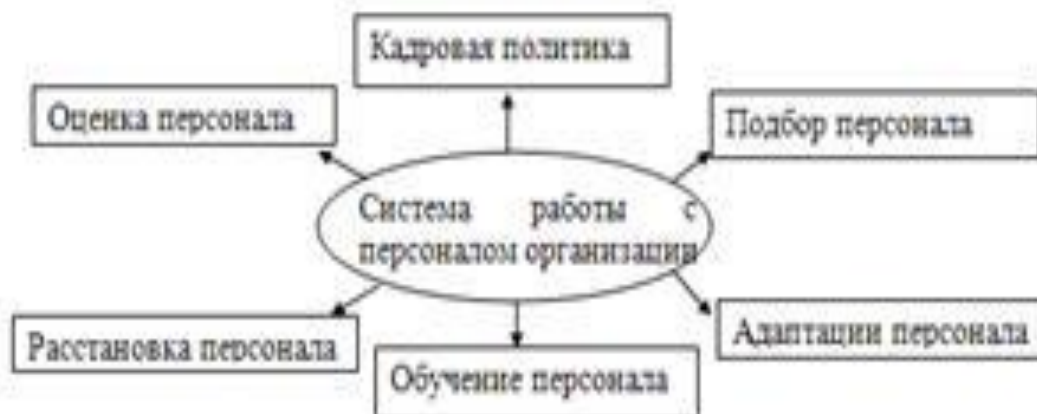 Кадровая политика
Оценка персонала
Подбор персонала
Система работы с
персоналом организации
Расстановка персонала
Обучение персонала
Адаптации персонала